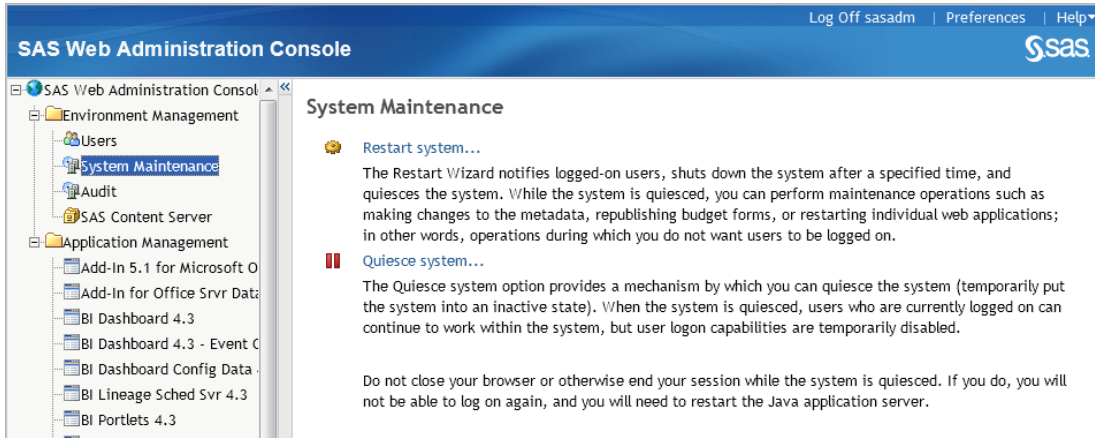 Log Off sasadm | Preferences | Help
SAS Web Administration Console
sas
SAS Web Administration Consol
Environment Management
Users
System Maintenance
Audit
SAS Content Server
Application Management
Add-In 5.1 for Microsoft O
Add-In for Office Srvr Data
BI Dashboard 4.3
BI Dashboard 4.3 - Event
BI Dashboard Config Data
BI Lineage Sched Svr 4.3
BI Portlets 4.3
System Maintenance
Restart system...
The Restart Wizard notifies logged-on users, shuts down the system after a specified time, and
quiesces the system. While the system is quiesced, you can perform maintenance operations such as
making changes to the metadata, republishing budget forms, or restarting individual web applications;
in other words, operations during which you do not want users to be logged on.
Quiesce system...
The Quiesce system option provides a mechanism by which you can quiesce the system (temporarily put
the system into an inactive state). When the system is quiesced, users who are currently logged on can
continue to work within the system, but user logon capabilities are temporarily disabled.
Do not close your browser or otherwise end your session while the system is quiesced. If you do, you will
not be able to log on again, and you will need to restart the Java application server.